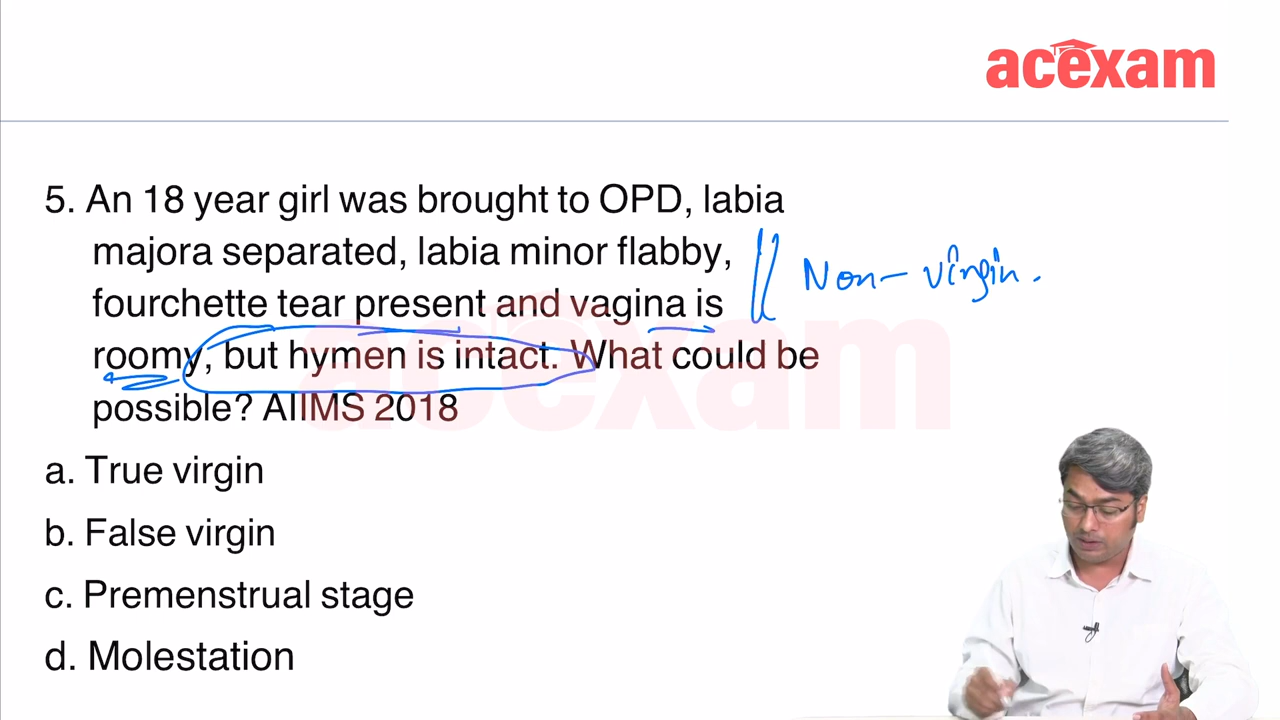 acexam
5. An 18 year girl was brought to OPD, labia
majora separated, labia minor flabby,
fourchette tear present and vagina is
roomy, but hymen is intact. What could be
possible? AIIMS 2018
Non-virgin.
acexam
a. True virgin
b. False virgin
c. Premenstrual stage
d. Molestation